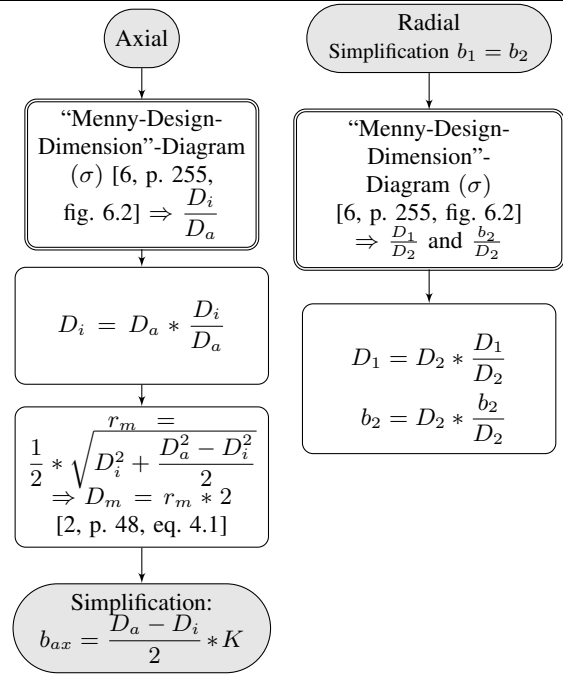 Axial
“Menny-Design-
Dimension”-Diagram
(σ) [6, p. 255,
fig. 6.2] ⇒ D_i/D_a
D_i = D_a * D_i/D_a
r_m =
1/2 * √(D_i^2 + (D_a^2 − D_i^2)/2)
⇒ D_m = r_m * 2
[2, p. 48, eq. 4.1]
Simplification:
b_{ax} = (D_a − D_i)/2 * K
Radial
Simplification b_1 = b_2
“Menny-Design-
Dimension”-
Diagram (σ)
[6, p. 255, fig. 6.2]
⇒ D_1/D_2 and b_2/D_2
D_1 = D_2 * D_1/D_2
b_2 = D_2 * b_2/D_2